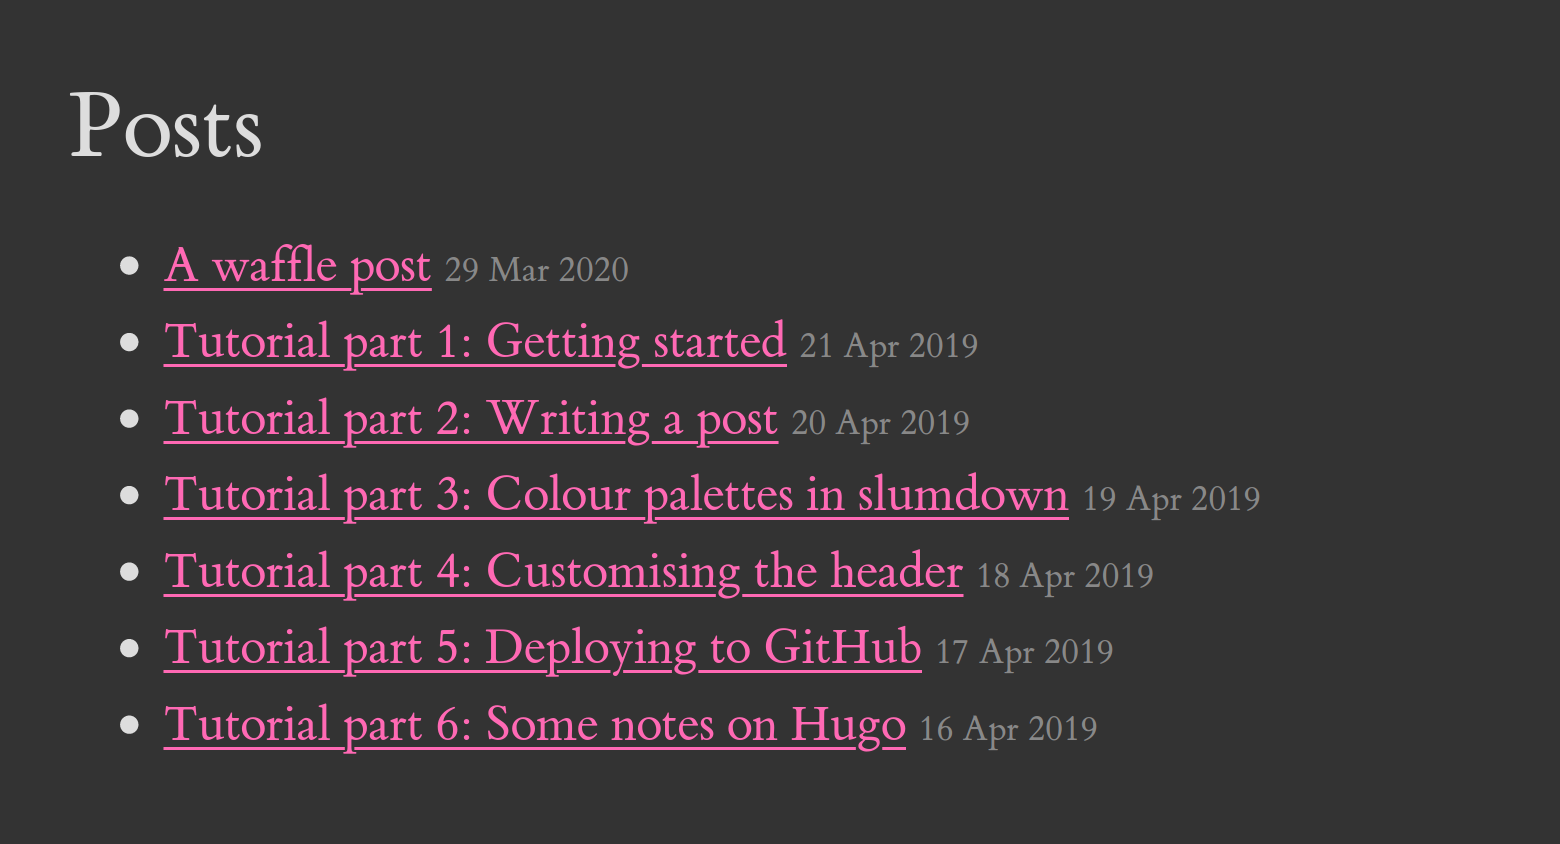 Posts
A waffle post 29 Mar 2020
Tutorial part 1: Getting started 21 Apr 2019
Tutorial part 2: Writing a post 20 Apr 2019
Tutorial part 3: Colour palettes in slumdown 19 Apr 2019
Tutorial part 4: Customising the header 18 Apr 2019
Tutorial part 5: Deploying to GitHub 17 Apr 2019
Tutorial part 6: Some notes on Hugo 16 Apr 2019